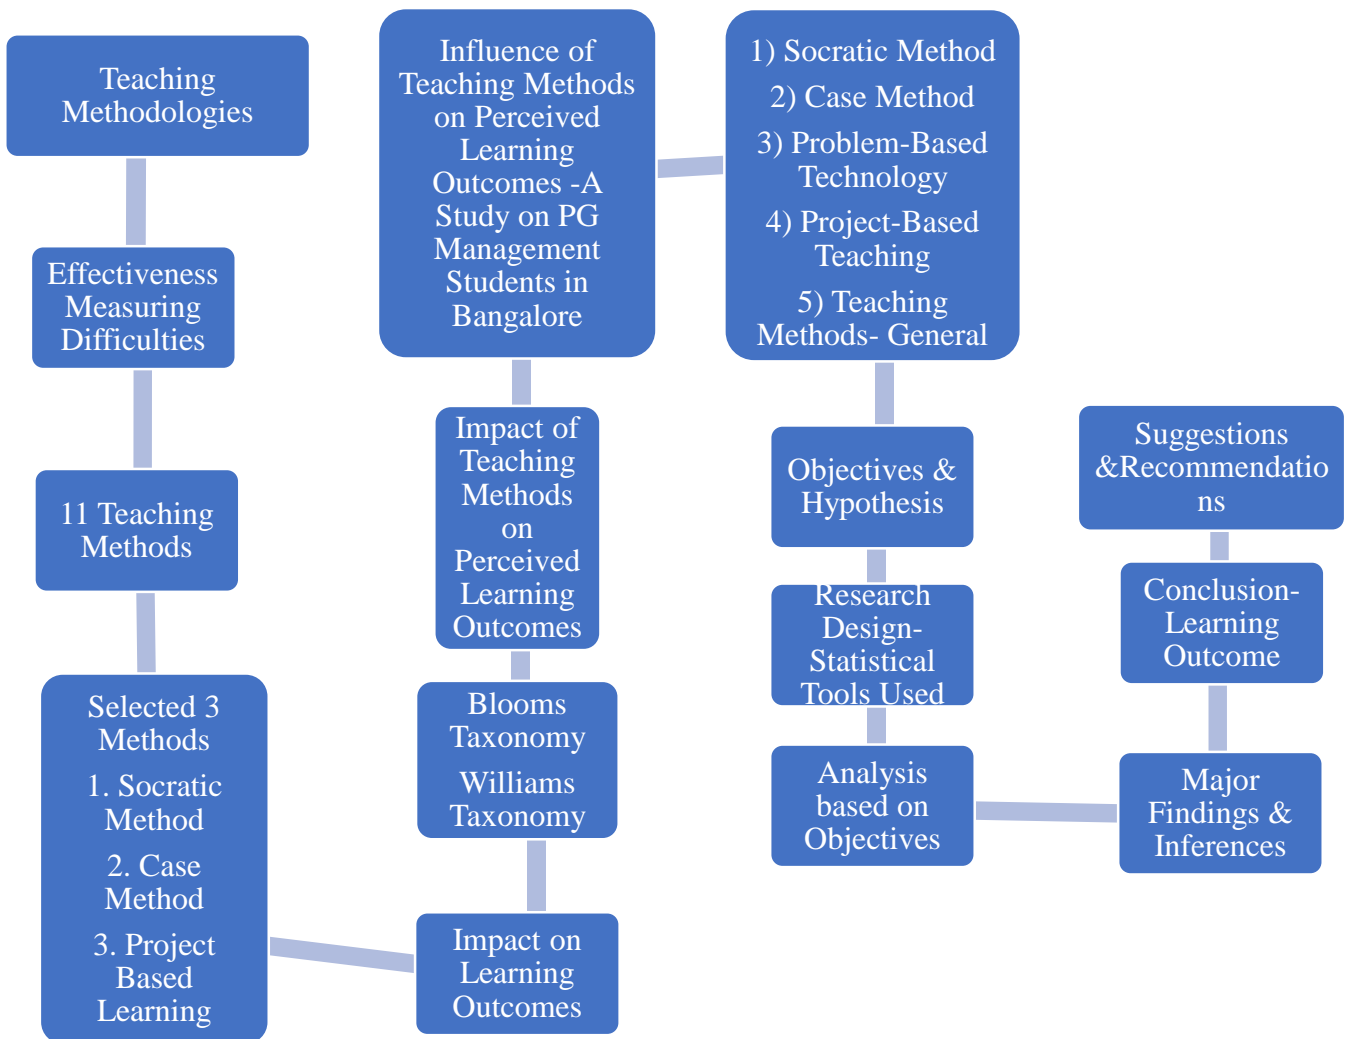 Teaching
Methodologies
Effectiveness
Measuring
Difficulties
11 Teaching
Methods
Selected 3
Methods
1. Socratic
Method
2. Case
Method
3. Project
Based
Learning
Impact on
Learning
Outcomes
Blooms
Taxonomy
Williams
Taxonomy
Impact of
Teaching
Methods
on
Perceived
Learning
Outcomes
Influence of
Teaching Methods
on Perceived
Learning
Outcomes -A
Study on PG
Management
Students in
Bangalore
1) Socratic Method
2) Case Method
3) Problem-Based
Technology
4) Project-Based
Teaching
5) Teaching
Methods- General
Objectives &
Hypothesis
Research
Design-
Statistical
Tools Used
Analysis
based on
Objectives
Major
Findings &
Inferences
Conclusion-
Learning
Outcome
Suggestions
&Recommendatio
ns